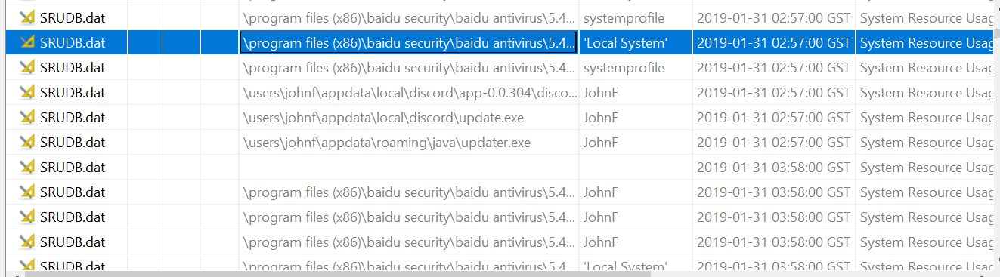 SRUDB.dat \program files (x86)\baidu security\baidu antivirus\5.4... systemprofile 2019-01-31 02:57:00 GST System Resource Usag
SRUDB.dat \program files (x86)\baidu security\baidu antivirus\5.4... 'Local System' 2019-01-31 02:57:00 GST System Resource Usag
SRUDB.dat \program files (x86)\baidu security\baidu antivirus\5.4... systemprofile 2019-01-31 02:57:00 GST System Resource Usag
SRUDB.dat \users\johnf\appdata\local\discord\app-0.0.304\disco... JohnF 2019-01-31 02:57:00 GST System Resource Usag
SRUDB.dat \users\johnf\appdata\local\discord\update.exe JohnF 2019-01-31 02:57:00 GST System Resource Usag
SRUDB.dat \users\johnf\appdata\roaming\java\updater.exe JohnF 2019-01-31 02:57:00 GST System Resource Usag
SRUDB.dat 2019-01-31 03:58:00 GST System Resource Usag
SRUDB.dat \program files (x86)\baidu security\baidu antivirus\5.4... JohnF 2019-01-31 03:58:00 GST System Resource Usag
SRUDB.dat \program files (x86)\baidu security\baidu antivirus\5.4... JohnF 2019-01-31 03:58:00 GST System Resource Usag
SRUDB.dat \program files (x86)\baidu security\baidu antivirus\5.4... JohnF 2019-01-31 03:58:00 GST System Resource Usag
SRUDB.dat \program files (x86)\baidu security\baidu antivirus\5.4... 'Local System' 2019-01-31 03:58:00 GST System Resource Usag